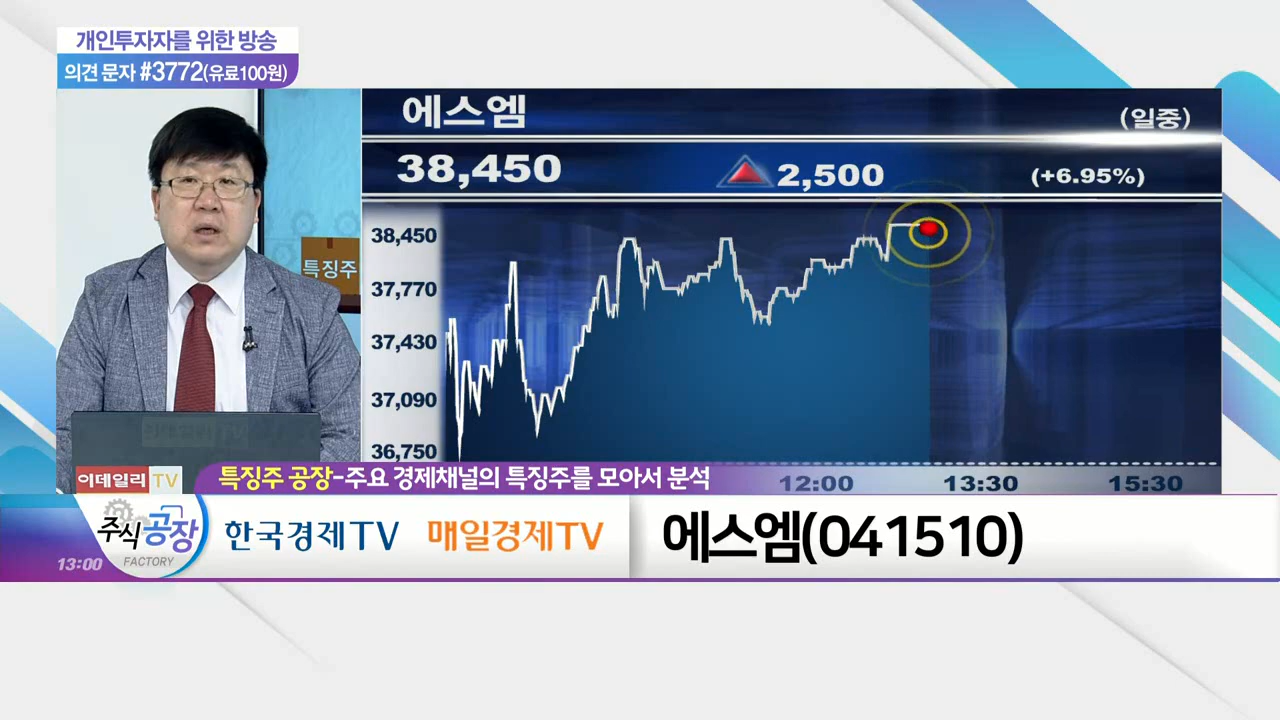 개인투자자를 위한 방송
의견 문자 #3772(유료100원)
특징주
에스엠
(일중)
38,450
2,500
(+6.95%)
38,450
37,770
37,430
37,090
36,750
12:00
13:30
15:30
이데일리 TV
특징주 공장-주요 경제채널의 특징주를 모아서 분석
주식공장
FACTORY
13:00
한국경제TV
매일경제TV
에스엠(041510)